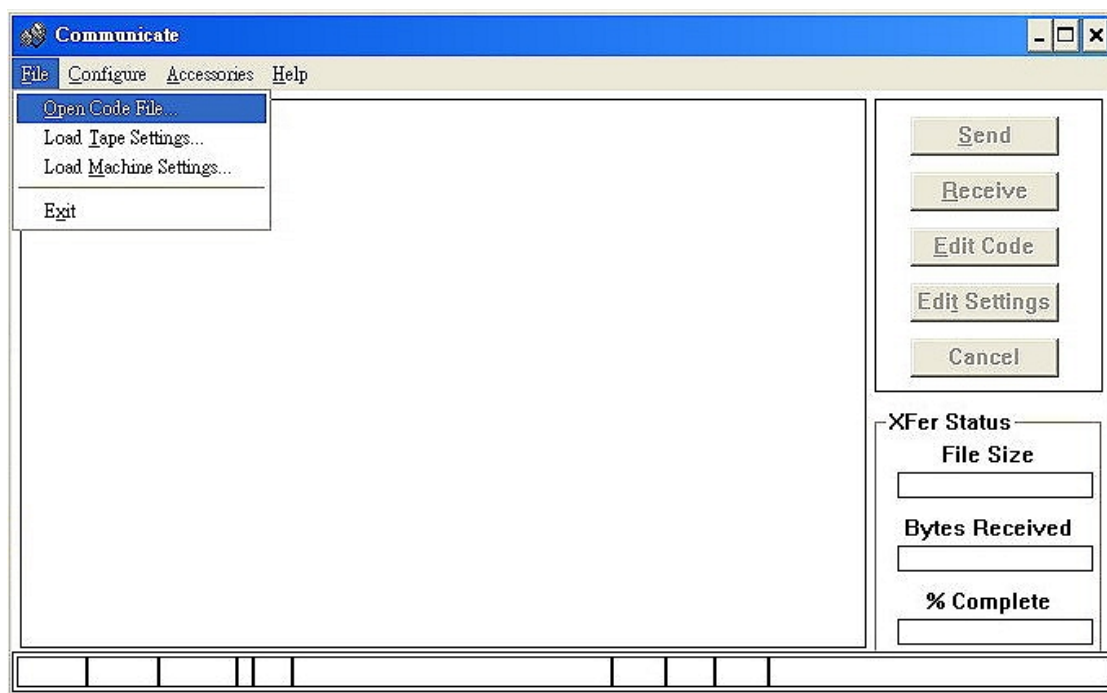 Communicate
File Configure Accessories Help
Open Code File...
Load Tape Settings...
Load Machine Settings...
Exit
Send
Receive
Edit Code
Edit Settings
Cancel
XFer Status
File Size
Bytes Received
% Complete